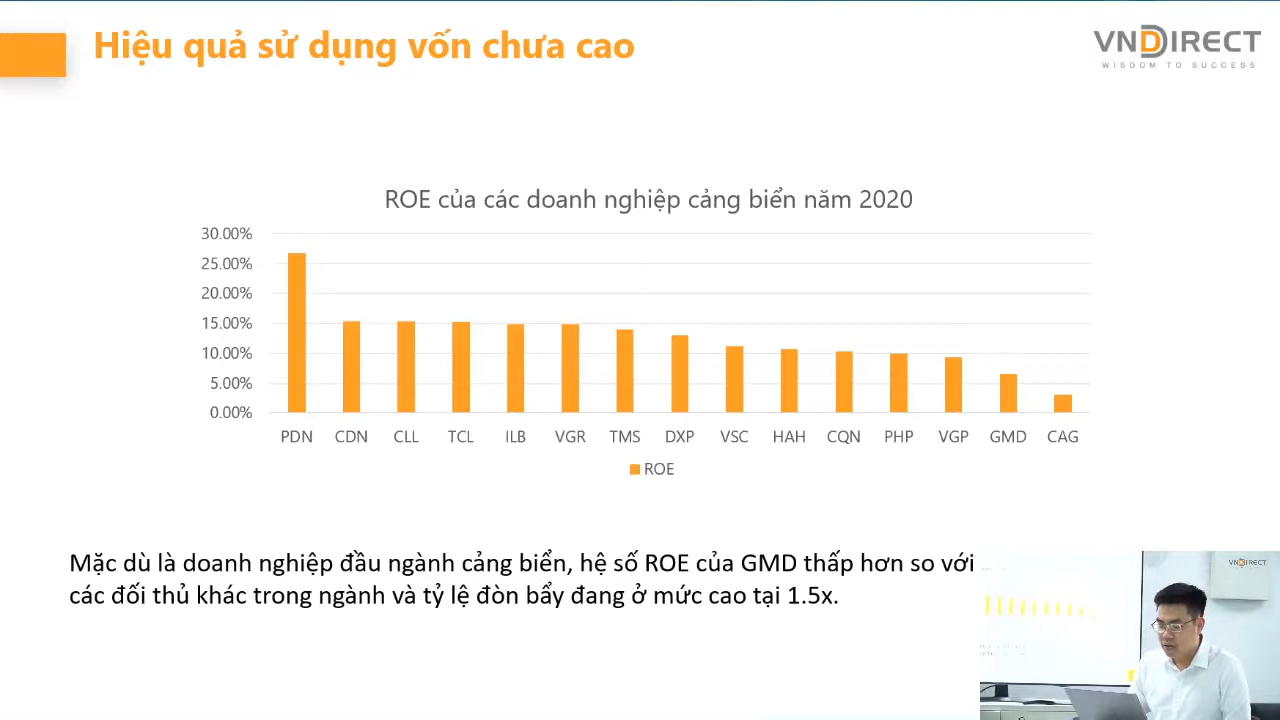 Hiệu quả sử dụng vốn chưa cao
VNDIRECT
WISDOM TO SUCCESS
ROE của các doanh nghiệp cảng biển năm 2020
30.00%
25.00%
20.00%
15.00%
10.00%
5.00%
0.00%
PDN CDN CLL TCL ILB VGR TMS DXP VSC HAH CQN PHP VGP GMD CAG
ROE
Mặc dù là doanh nghiệp đầu ngành cảng biển, hệ số ROE của GMD thấp hơn so với
các đối thủ khác trong ngành và tỷ lệ đòn bẩy đang ở mức cao tại 1.5x.
VNDIRECT